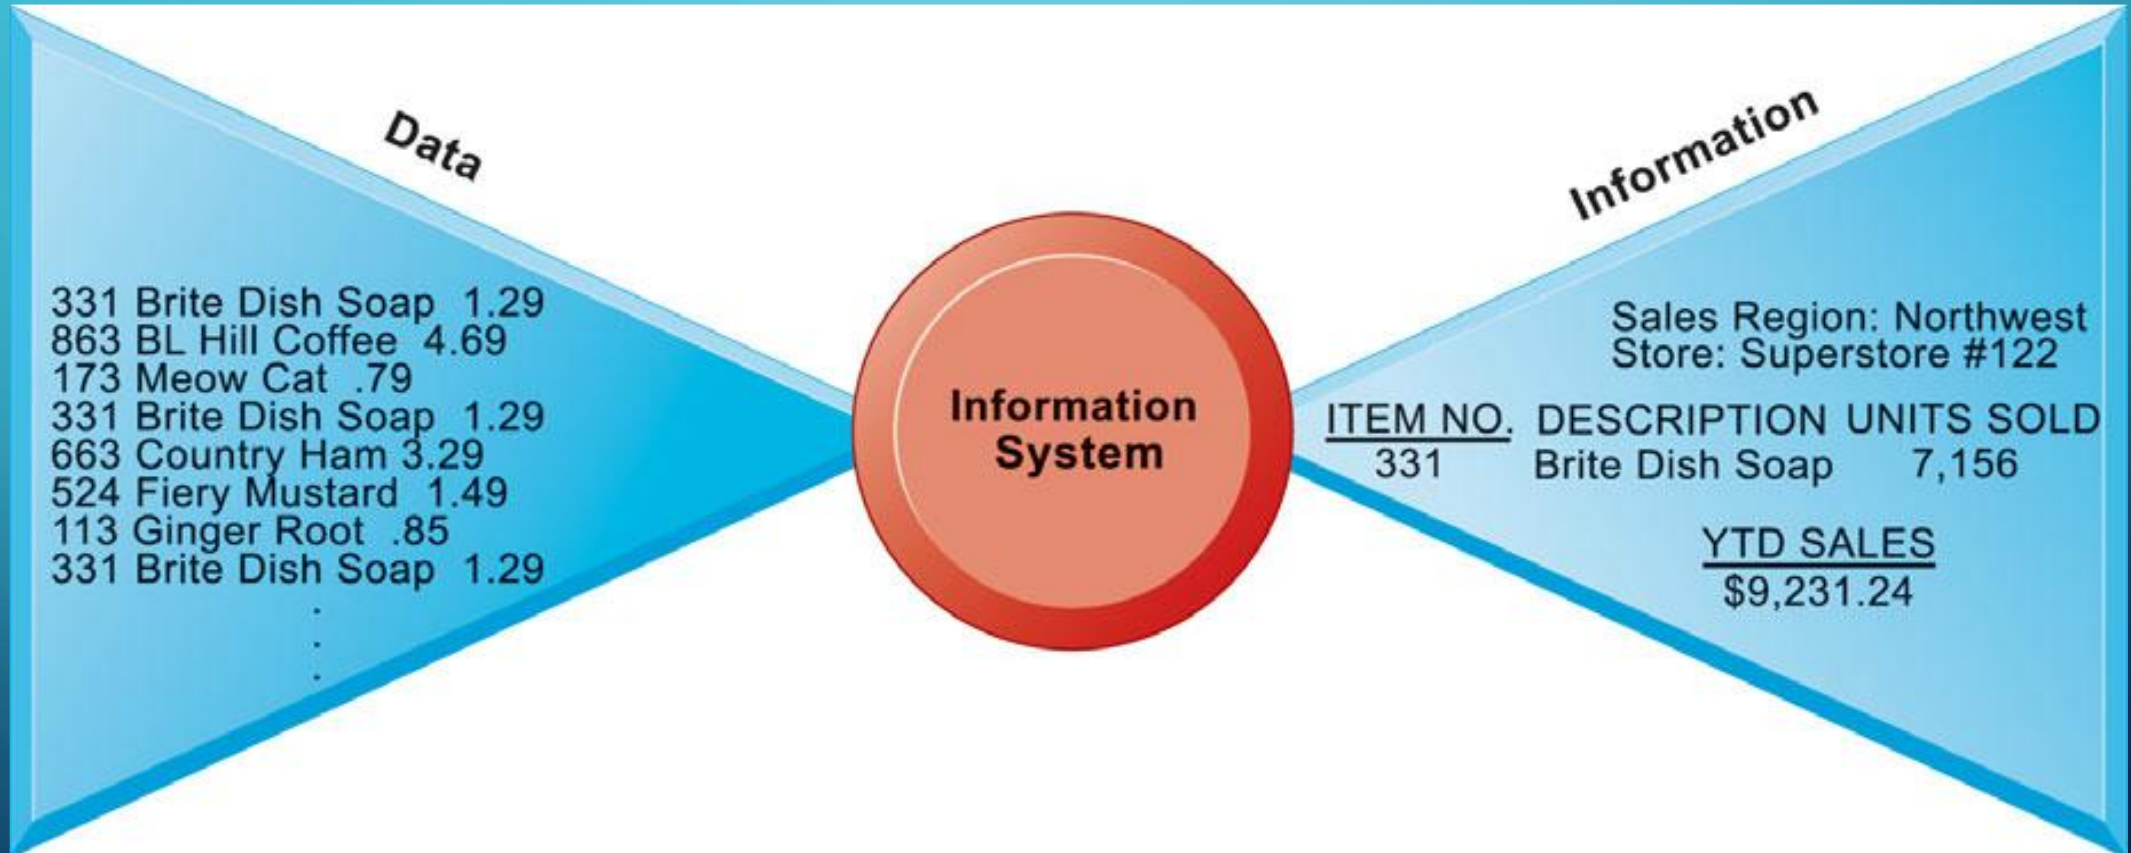 Data
331 Brite Dish Soap 1.29
863 BL Hill Coffee 4.69
173 Meow Cat .79
331 Brite Dish Soap 1.29
663 Country Ham 3.29
524 Fiery Mustard 1.49
113 Ginger Root .85
331 Brite Dish Soap 1.29
.
.
.
Information
System
Information
Sales Region: Northwest
Store: Superstore #122
ITEM NO. DESCRIPTION UNITS SOLD
331 Brite Dish Soap 7,156
YTD SALES
$9,231.24